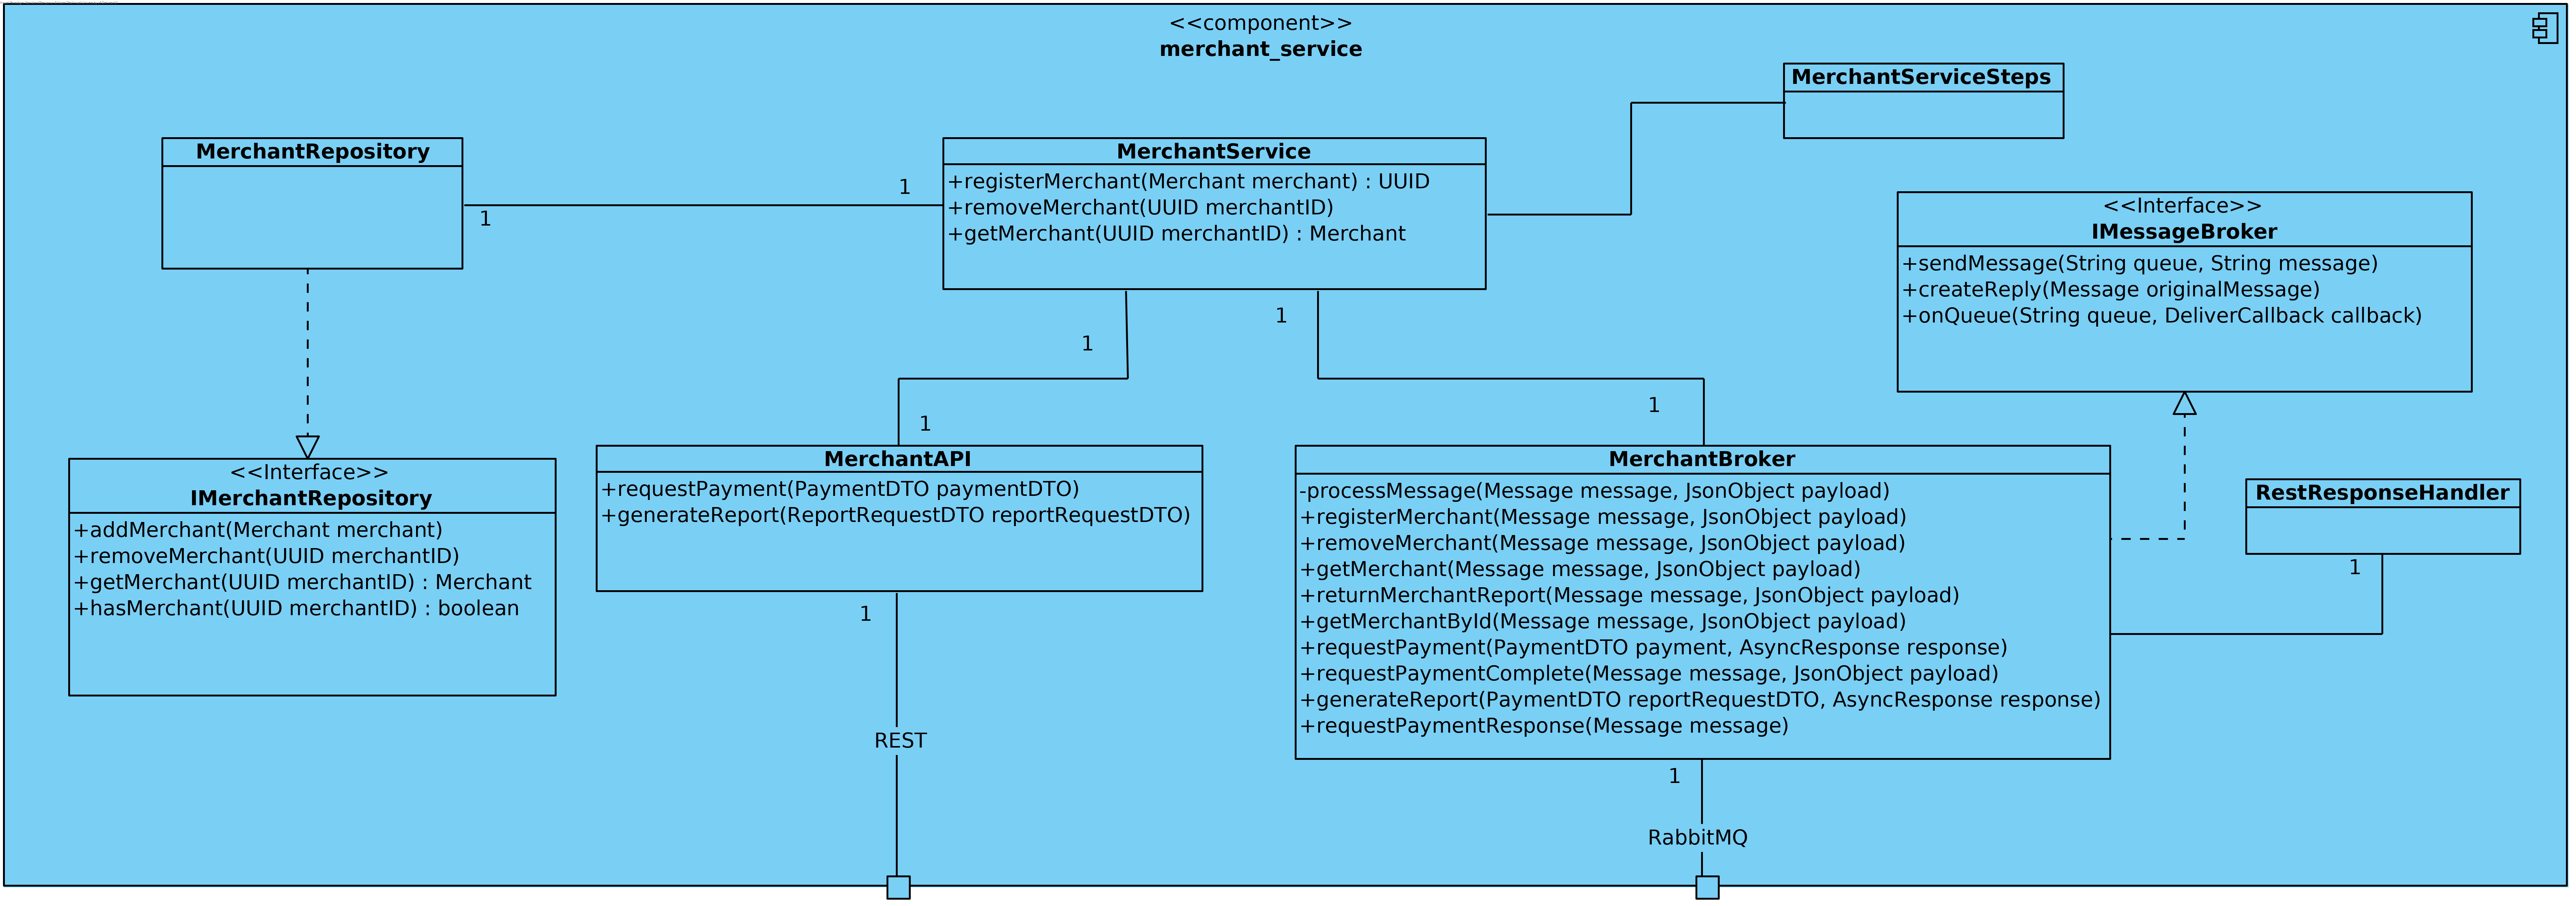 <<component>>
merchant_service
MerchantServiceSteps
MerchantRepository
1
1
MerchantService
+registerMerchant(Merchant merchant) : UUID
+removeMerchant(UUID merchantID)
+getMerchant(UUID merchantID) : Merchant
<<Interface>>
IMessageBroker
+sendMessage(String queue, String message)
+createReply(Message originalMessage)
+onQueue(String queue, DeliverCallback callback)
1
1
1
1
<<Interface>>
IMerchantRepository
+addMerchant(Merchant merchant)
+removeMerchant(UUID merchantID)
+getMerchant(UUID merchantID) : Merchant
+hasMerchant(UUID merchantID) : boolean
MerchantAPI
+requestPayment(PaymentDTO paymentDTO)
+generateReport(ReportRequestDTO reportRequestDTO)
1
REST
MerchantBroker
-processMessage(Message message, JsonObject payload)
+registerMerchant(Message message, JsonObject payload)
+removeMerchant(Message message, JsonObject payload)
+getMerchant(Message message, JsonObject payload)
+returnMerchantReport(Message message, JsonObject payload)
+getMerchantById(Message message, JsonObject payload)
+requestPayment(PaymentDTO payment, AsyncResponse response)
+requestPaymentComplete(Message message, JsonObject payload)
+generateReport(PaymentDTO reportRequestDTO, AsyncResponse response)
+requestPaymentResponse(Message message)
1
RabbitMQ
RestResponseHandler
1